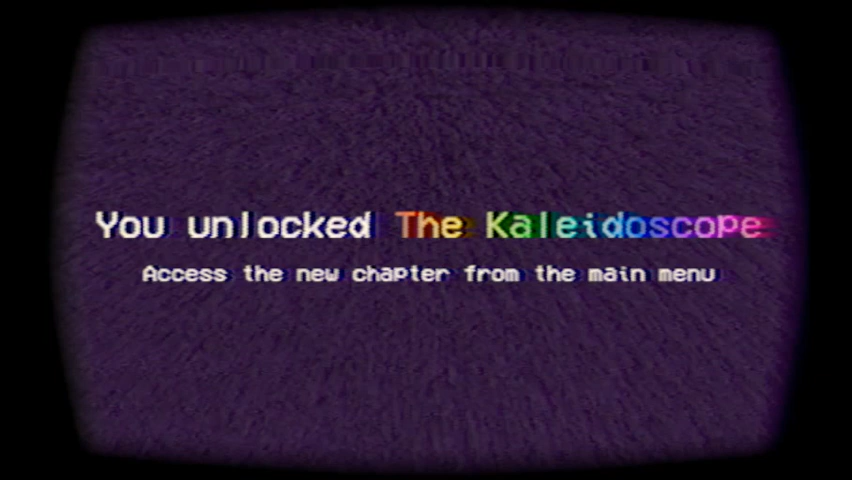 You unlocked The Kaleidoscope
Access the new chapter from the main menu